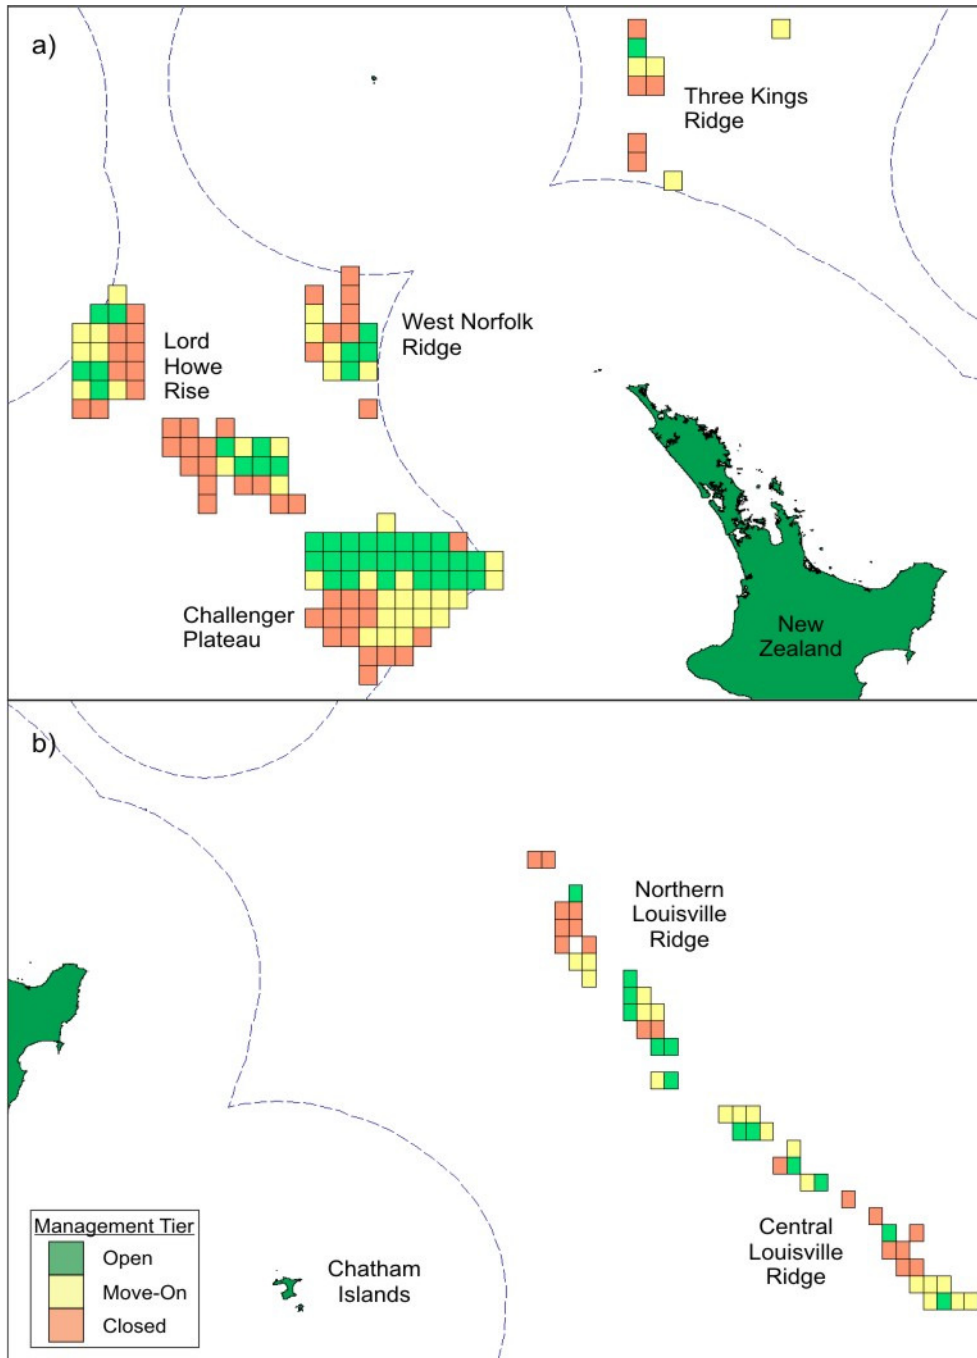 a)
Three Kings
Ridge
West Norfolk
Ridge
Lord
Howe
Rise
Challenger
Plateau
New
Zealand
b)
Northern
Louisville
Ridge
Central
Louisville
Ridge
Chatham
Islands
Management Tier
Open
Move-On
Closed